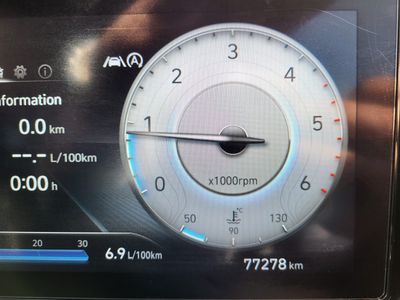 A
nformation
0.0 km
--.- L/100km
0:00 h
20 30
6.9 L/100km
0
1
2
3
4
5
6
x1000rpm
°C
50 90 130
77278 km